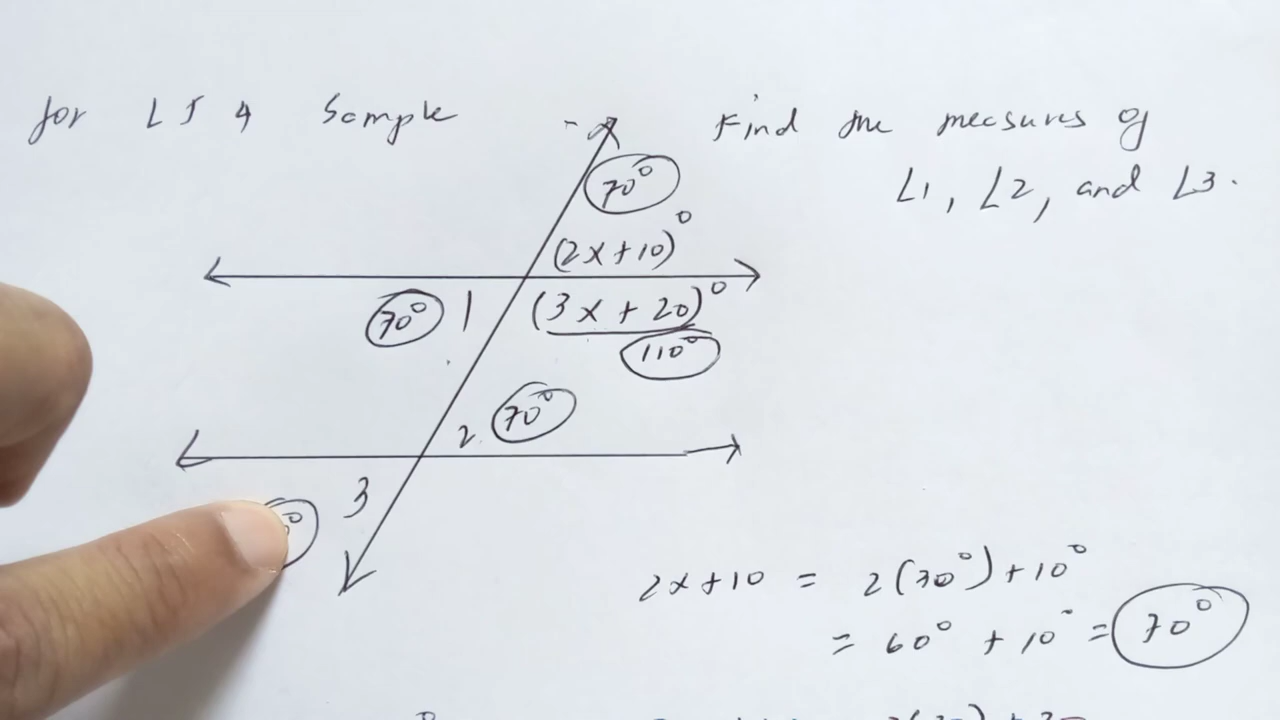 for LS 4 Sample
Find the measures of
∠1, ∠2, and ∠3.
70°
(2x+10)°
70° 1 (3x + 20)°
110°
2 70°
3
2x+10 = 2(30°)+10°
= 60° + 10° = 70°